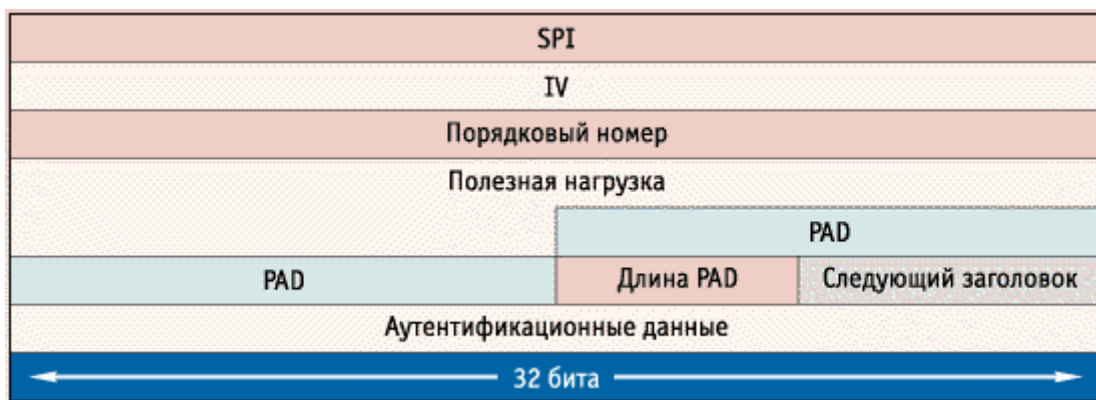 SPI
IV
Порядковый номер
Полезная нагрузка
PAD
PAD Длина PAD Следующий заголовок
Аутентификационные данные
32 бита